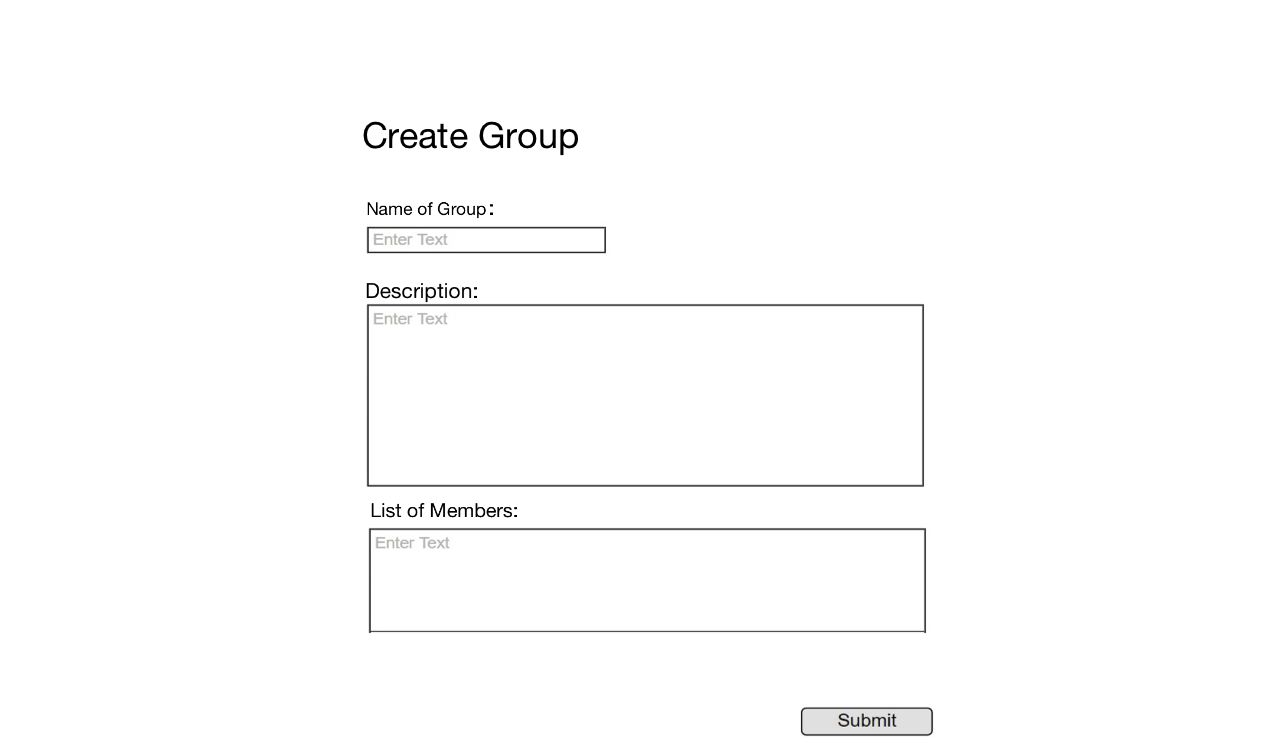 Create Group
Name of Group:
Enter Text
Description:
Enter Text
List of Members:
Enter Text
Submit